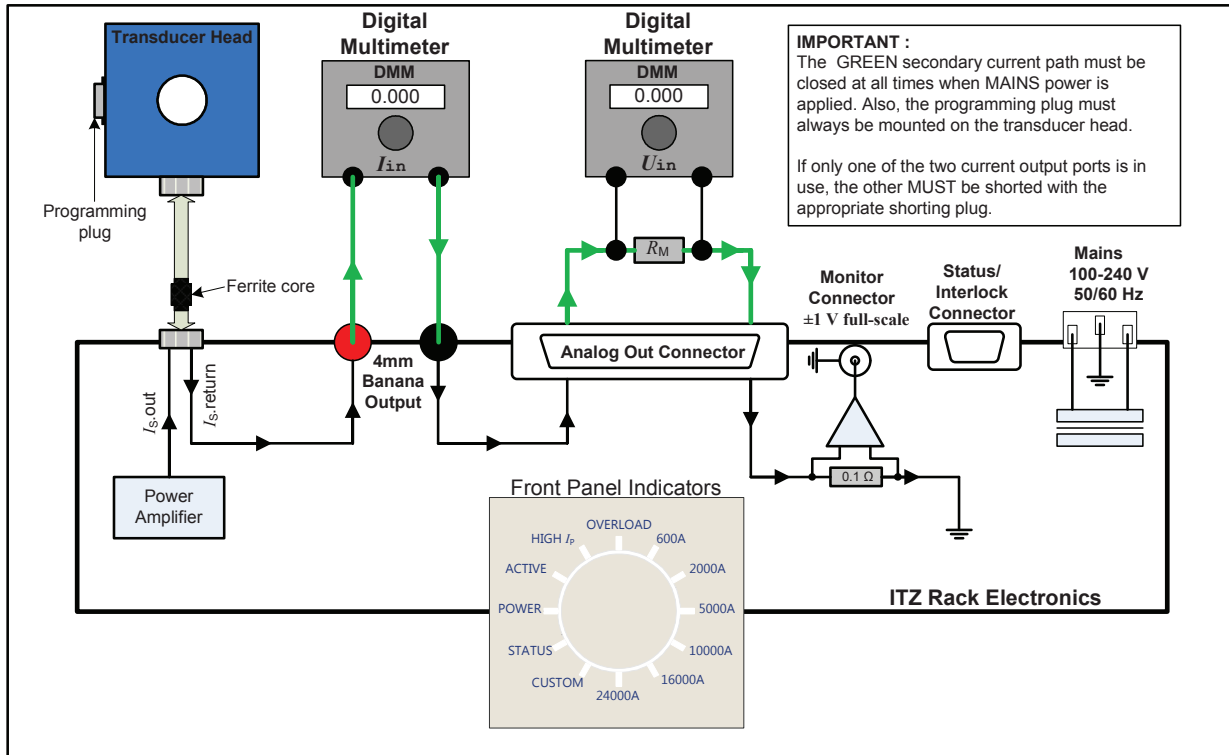 Transducer Head
Programming
plug
Ferrite core
Digital
Multimeter
DMM
0.000
Iin
Digital
Multimeter
DMM
0.000
Uin
RM
IMPORTANT :
The GREEN secondary current path must be
closed at all times when MAINS power is
applied. Also, the programming plug must
always be mounted on the transducer head.
If only one of the two current output ports is in
use, the other MUST be shorted with the
appropriate shorting plug.
Monitor
Connector
±1 V full-scale
Status/
Interlock
Connector
Mains
100-240 V
50/60 Hz
4mm
Banana
Output
Analog Out Connector
IS.out
IS.return
Power
Amplifier
0.1 Ω
Front Panel Indicators
OVERLOAD
HIGH IP
600A
ACTIVE
2000A
POWER
5000A
STATUS
10000A
CUSTOM
16000A
24000A
ITZ Rack Electronics